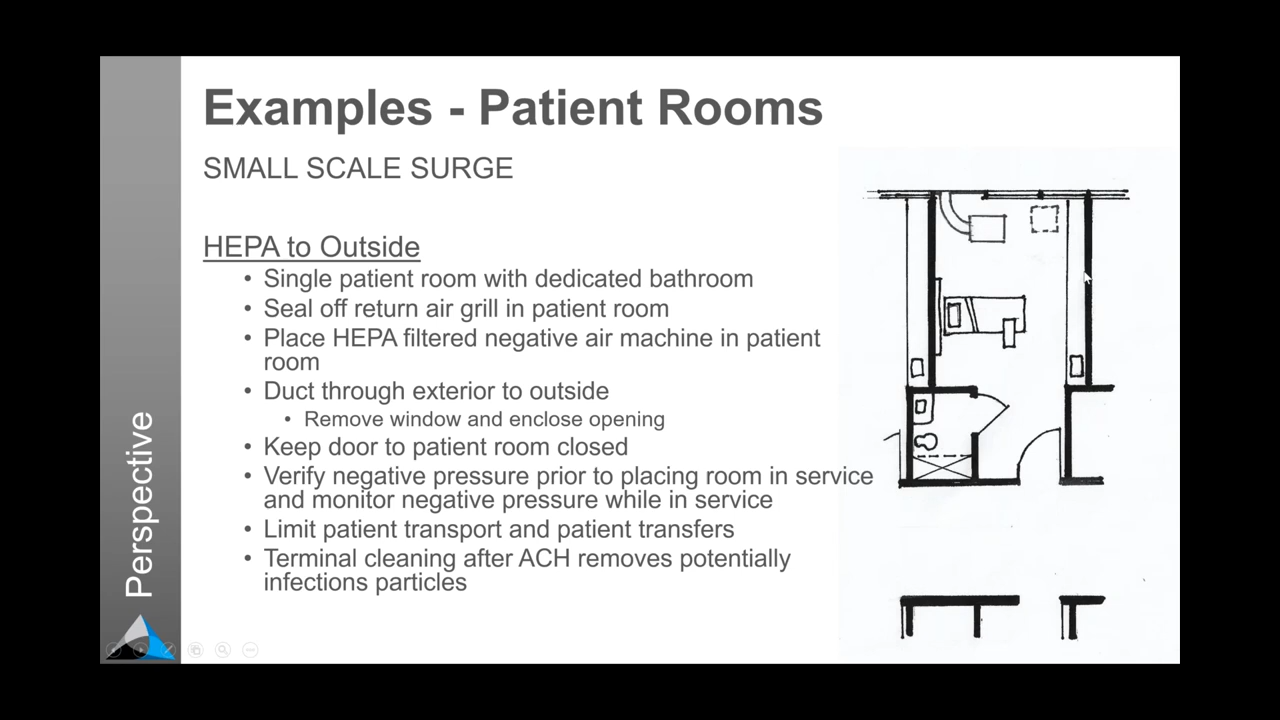 Examples - Patient Rooms
SMALL SCALE SURGE
HEPA to Outside
• Single patient room with dedicated bathroom
• Seal off return air grill in patient room
• Place HEPA filtered negative air machine in patient
room
• Duct through exterior to outside
• Remove window and enclose opening
• Keep door to patient room closed
• Verify negative pressure prior to placing room in service
and monitor negative pressure while in service
• Limit patient transport and patient transfers
• Terminal cleaning after ACH removes potentially
infections particles
Perspective